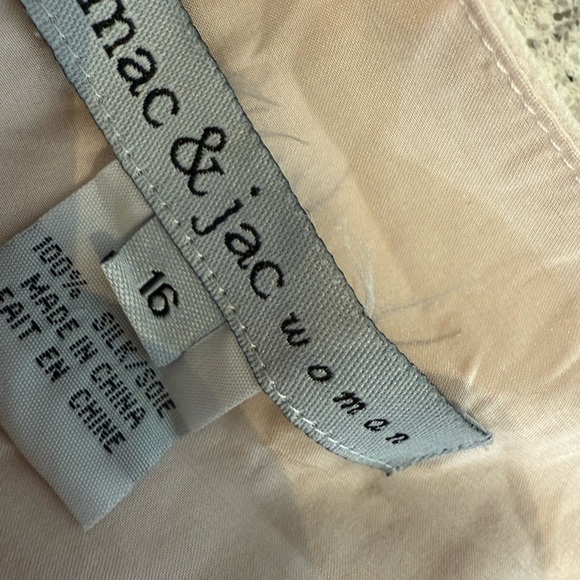 mac & jac woman
16
100% SILK/SOIE
MADE IN CHINA
FAIT EN CHINE